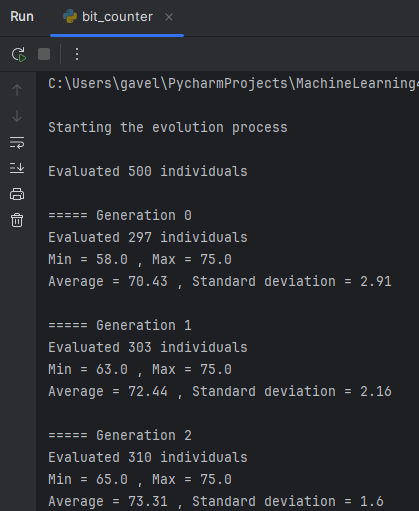 Run bit_counter
C:\Users\gavel\PycharmProjects\MachineLearning
Starting the evolution process
Evaluated 500 individuals
===== Generation 0
Evaluated 297 individuals
Min = 58.0 , Max = 75.0
Average = 70.43 , Standard deviation = 2.91
===== Generation 1
Evaluated 303 individuals
Min = 63.0 , Max = 75.0
Average = 72.44 , Standard deviation = 2.16
===== Generation 2
Evaluated 310 individuals
Min = 65.0 , Max = 75.0
Average = 73.31 , Standard deviation = 1.6